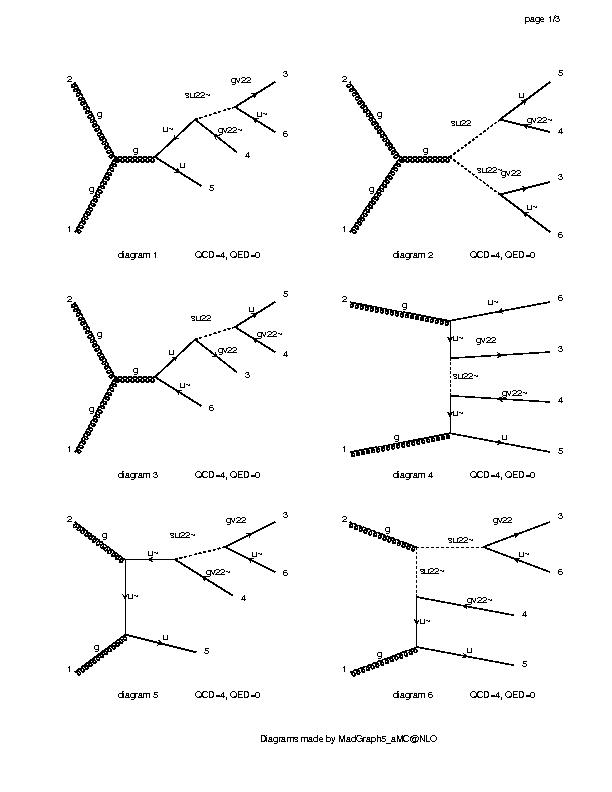 page 1/3
2 g gv22 3
su22~
u~ u~ 6
gv22~ 4
g
g u 5
1
diagram 1 QCD=4, QED=0
2 g u 5
su22 gv22~ 4
g
su22~ gv22 3
g u~ 6
1
diagram 2 QCD=4, QED=0
2 g u 5
su22
u gv22~ 4
gv22 3
g
g u~ 6
1
diagram 3 QCD=4, QED=0
2 g u~ 6
u~ gv22 3
su22~
gv22~ 4
u~
1 g u 5
diagram 4 QCD=4, QED=0
2 g gv22 3
su22~
u~ u~ 6
gv22~ 4
u~
g u 5
1
diagram 5 QCD=4, QED=0
2 g gv22 3
su22~
u~ 6
su22~
gv22~ 4
u~
g u 5
1
diagram 6 QCD=4, QED=0
Diagrams made by MadGraph5_aMC@NLO